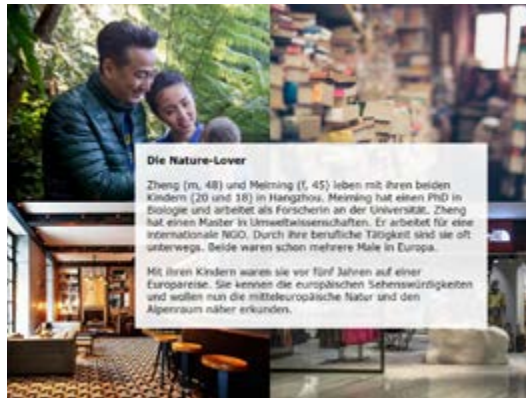 Die Nature-Lover
Zheng (m, 48) und Meiming (f, 45) leben mit ihren beiden
Kindern (20 und 18) in Hangzhou. Meiming hat einen PhD in
Biologie und arbeitet als Forscherin an der Universität. Zheng
hat einen Master in Umweltwissenschaften. Er arbeitet für eine
internationale NGO. Durch ihre berufliche Tätigkeit sind sie oft
unterwegs. Beide waren schon mehrere Male in Europa.
Mit ihren Kindern waren sie vor fünf Jahren auf einer
Europareise. Sie kennen die europäischen Sehenswürdigkeiten
und wollen nun die mitteleuropäische Natur und den
Alpenraum näher erkunden.